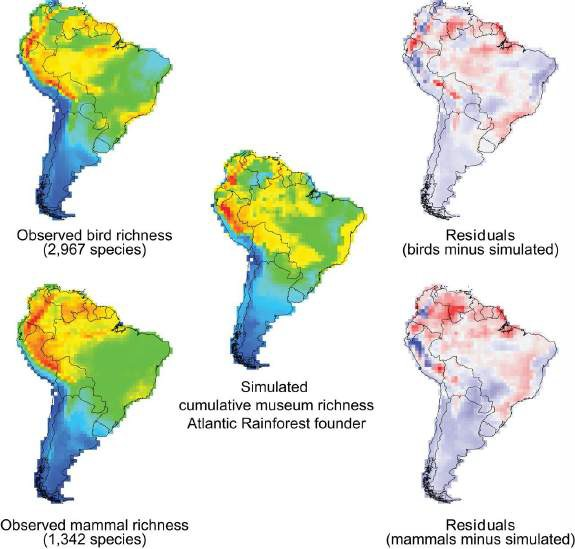 Observed bird richness
(2,967 species)
Residuals
(birds minus simulated)
Simulated
cumulative museum richness
Atlantic Rainforest founder
Observed mammal richness
(1,342 species)
Residuals
(mammals minus simulated)